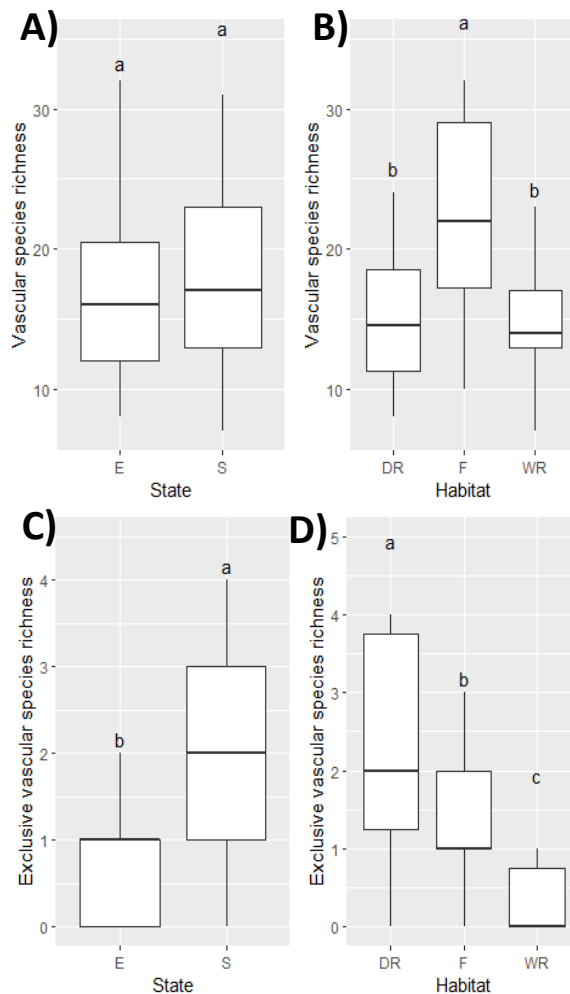 A)
Vascular species richness
30
20
10
a
a
E
S
State
B)
Vascular species richness
30
20
10
b
a
b
DR
F
WR
Habitat
C)
Exclusive vascular species richness
4
3
2
1
0
b
a
E
S
State
D)
Exclusive vascular species richness
5
4
3
2
1
0
a
b
c
DR
F
WR
Habitat